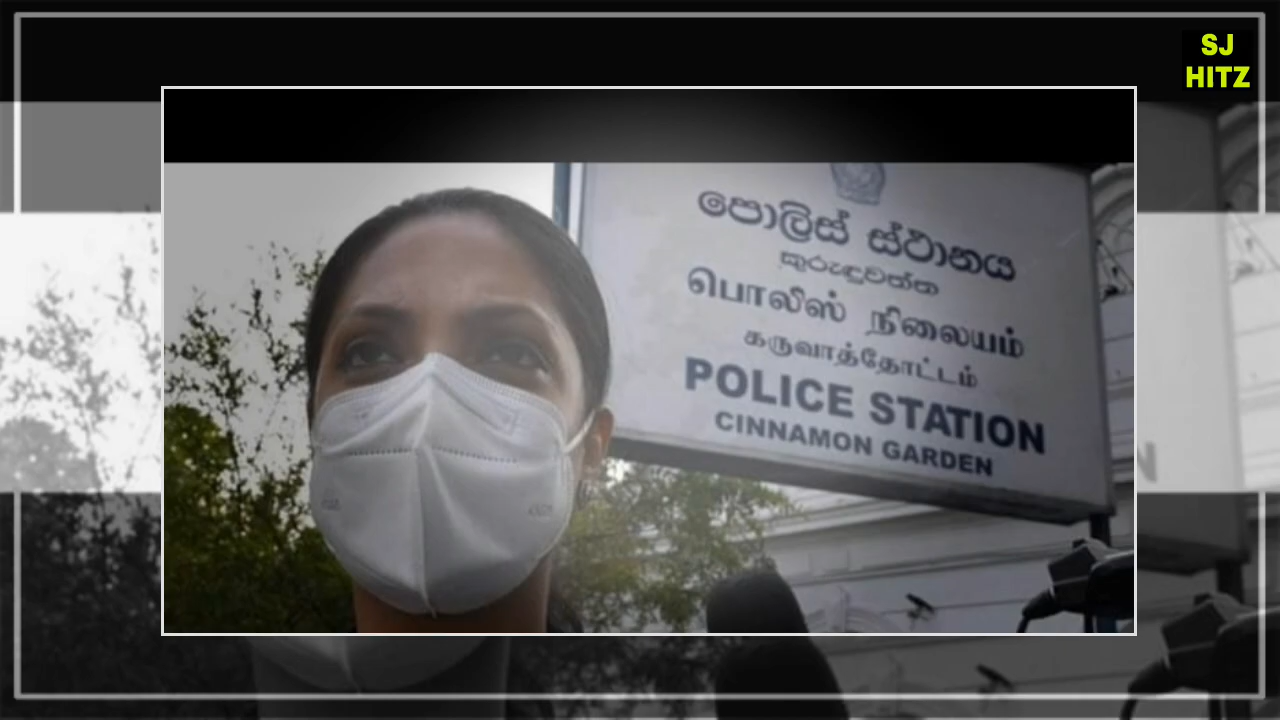 SJ
HITZ
පොලිස් ස්ථානය
කුරුඳුවත්ත
பொலிஸ் நிலையம்
கருவாத்தோட்டம்
POLICE STATION
CINNAMON GARDEN
N